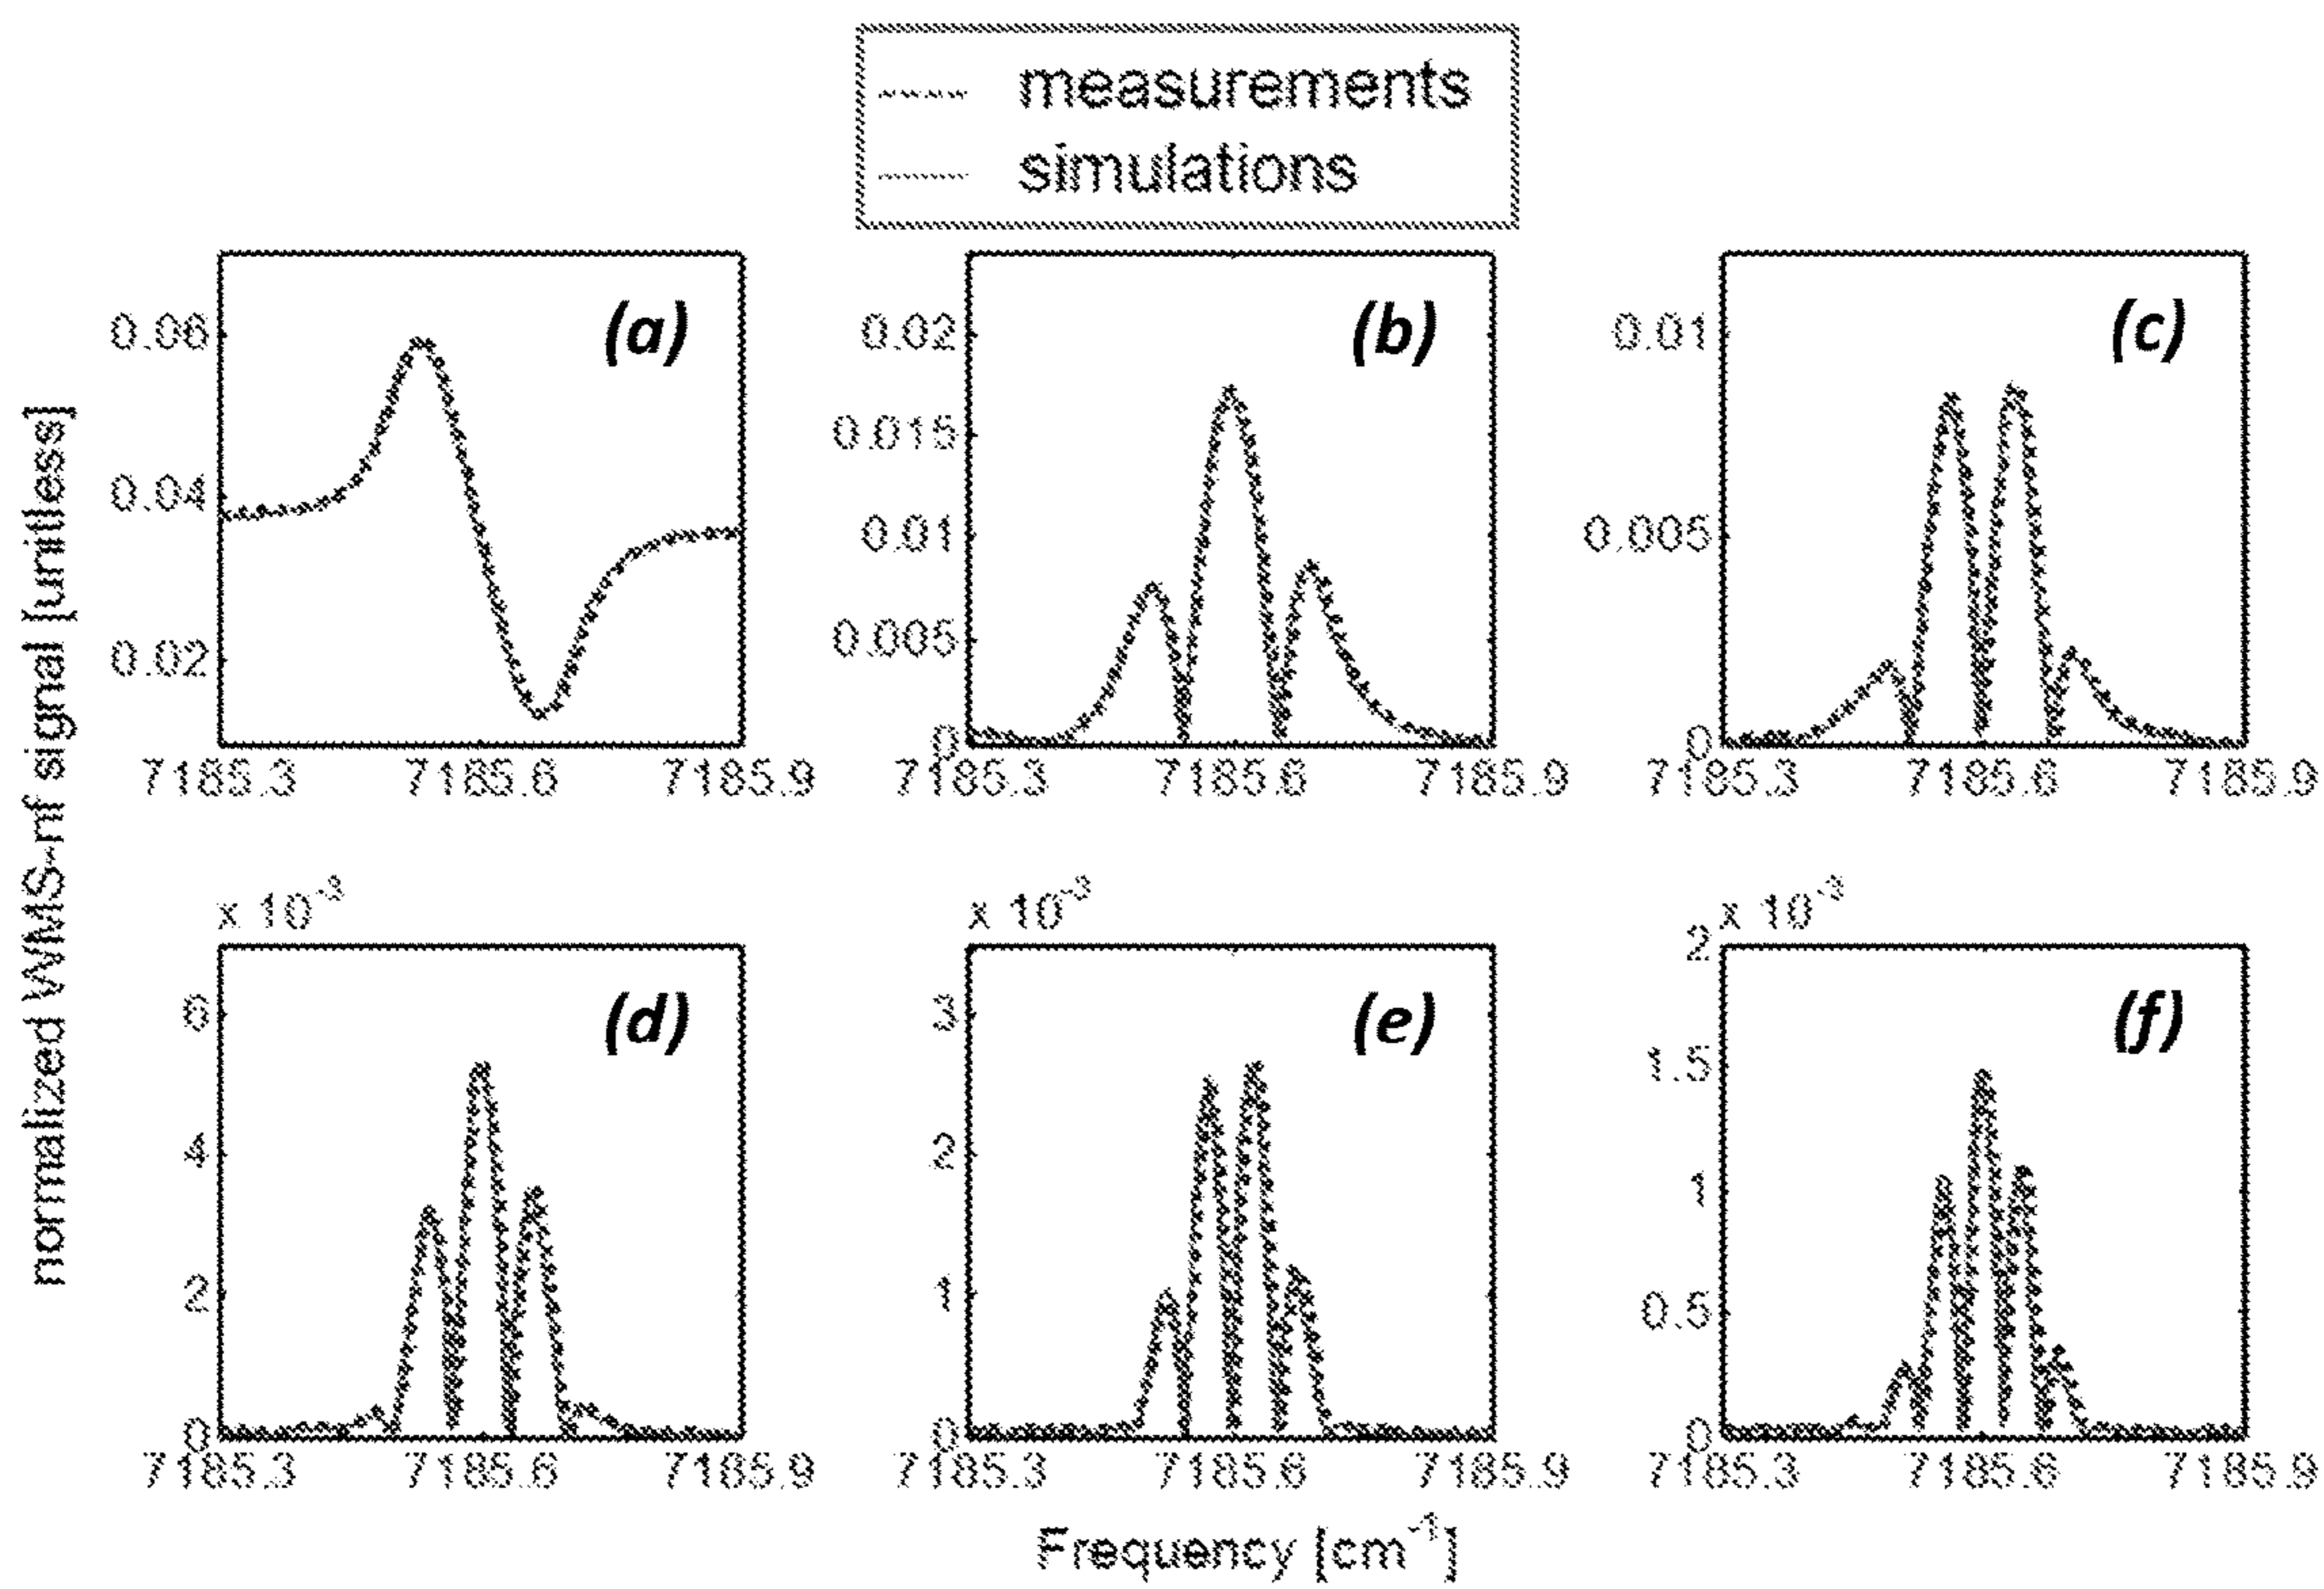 measurements
simulations
normalized WMS-nf signal [unitless]
(a)
0.06
0.04
0.02
7185.3 7185.6 7185.9
(b)
0.02
0.015
0.01
0.005
0
7185.3 7185.6 7185.9
(c)
0.01
0.005
0
7185.3 7185.6 7185.9
x 10⁻³
(d)
6
4
2
0
7185.3 7185.6 7185.9
x 10⁻³
(e)
3
2
1
0
7185.3 7185.6 7185.9
x 10⁻³
(f)
2
1.5
1
0.5
0
7185.3 7185.6 7185.9
Frequency [cm⁻¹]